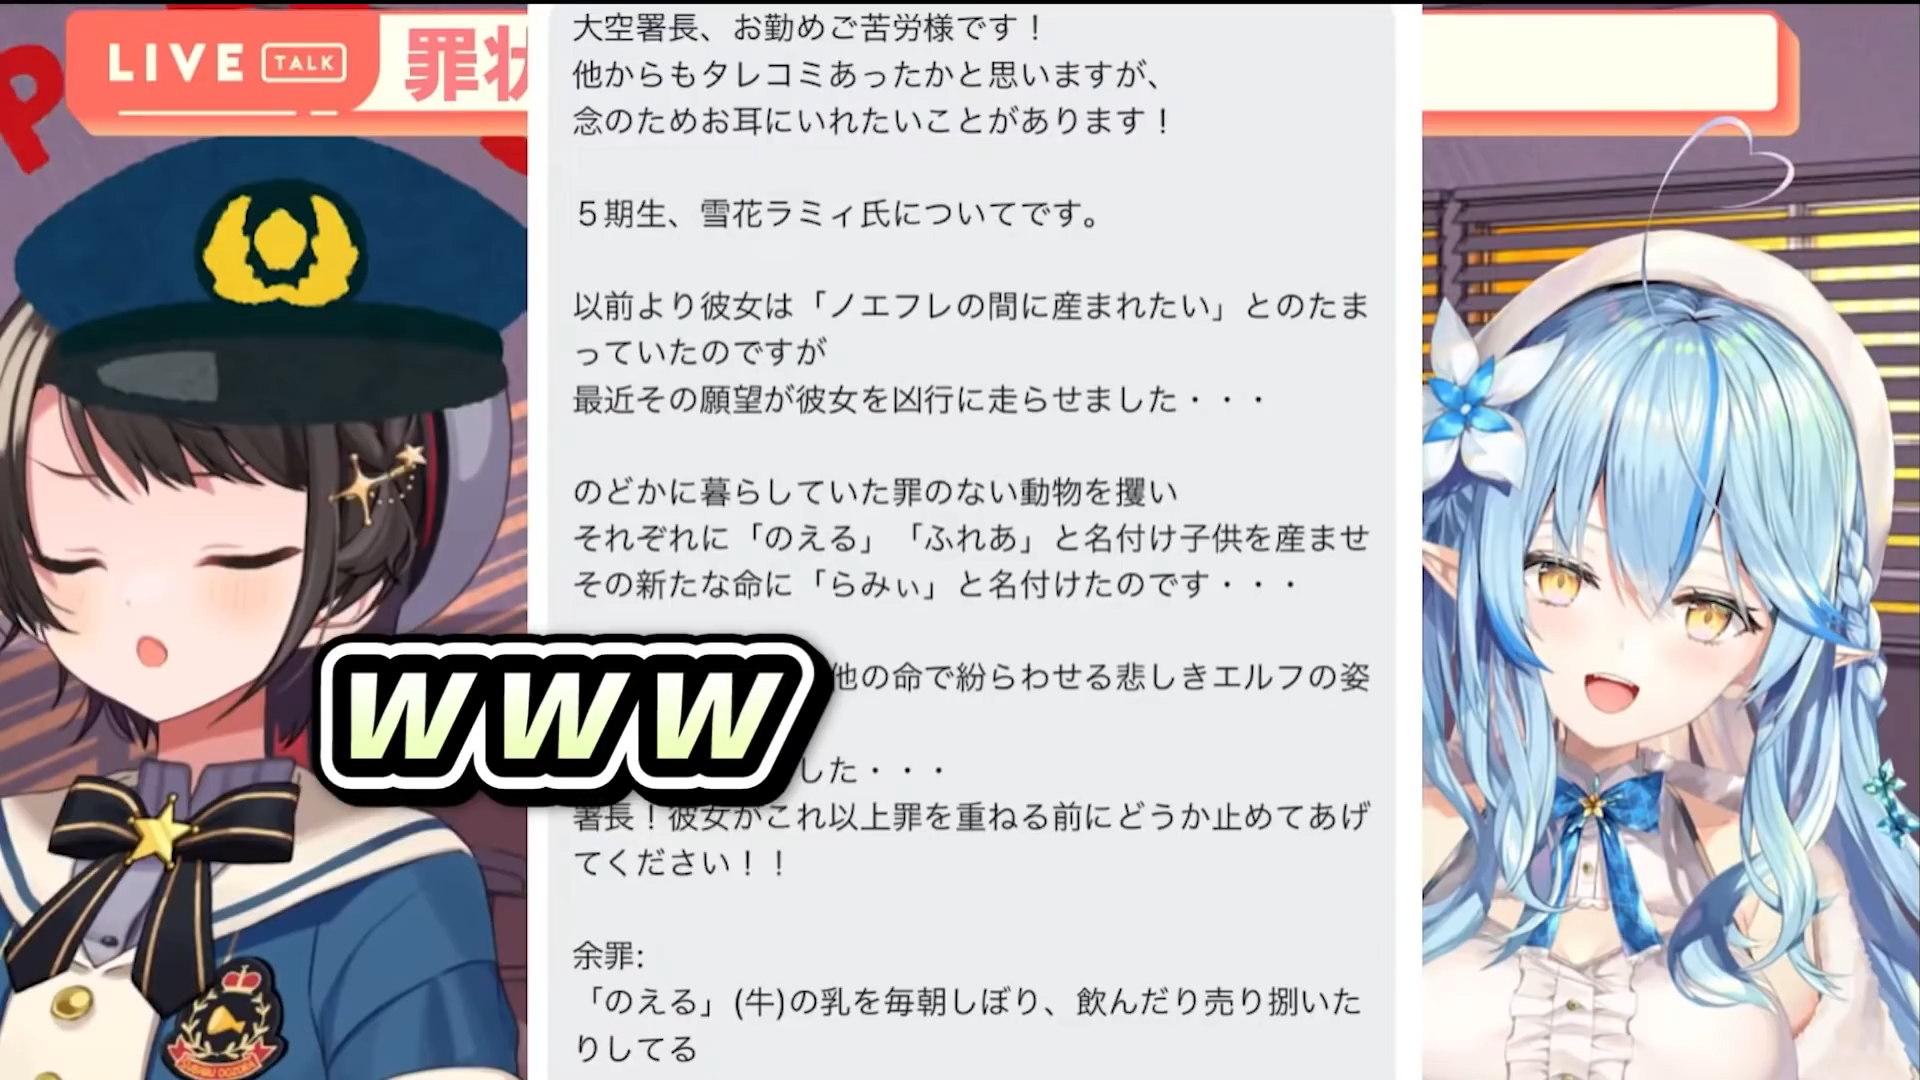 LIVE TALK 罪状
大空署長、お勤めご苦労様です！
他からもタレコミあったかと思いますが、
念のためお耳にいれたいことがあります！
５期生、雪花ラミィ氏についてです。
以前より彼女は「ノエフレの間に産まれたい」とのたま
っていたのですが
最近その願望が彼女を凶行に走らせました・・・
のどかに暮らしていた罪のない動物を攫い
それぞれに「のえる」「ふれあ」と名付け子供を産ませ
その新たな命に「らみぃ」と名付けたのです・・・
他の命で紛らわせる悲しきエルフの姿
www
した・・・
署長！彼女がこれ以上罪を重ねる前にどうか止めてあげ
てください！！
余罪:
「のえる」(牛)の乳を毎朝しぼり、飲んだり売り捌いた
りしてる
SUBARU OOZORA